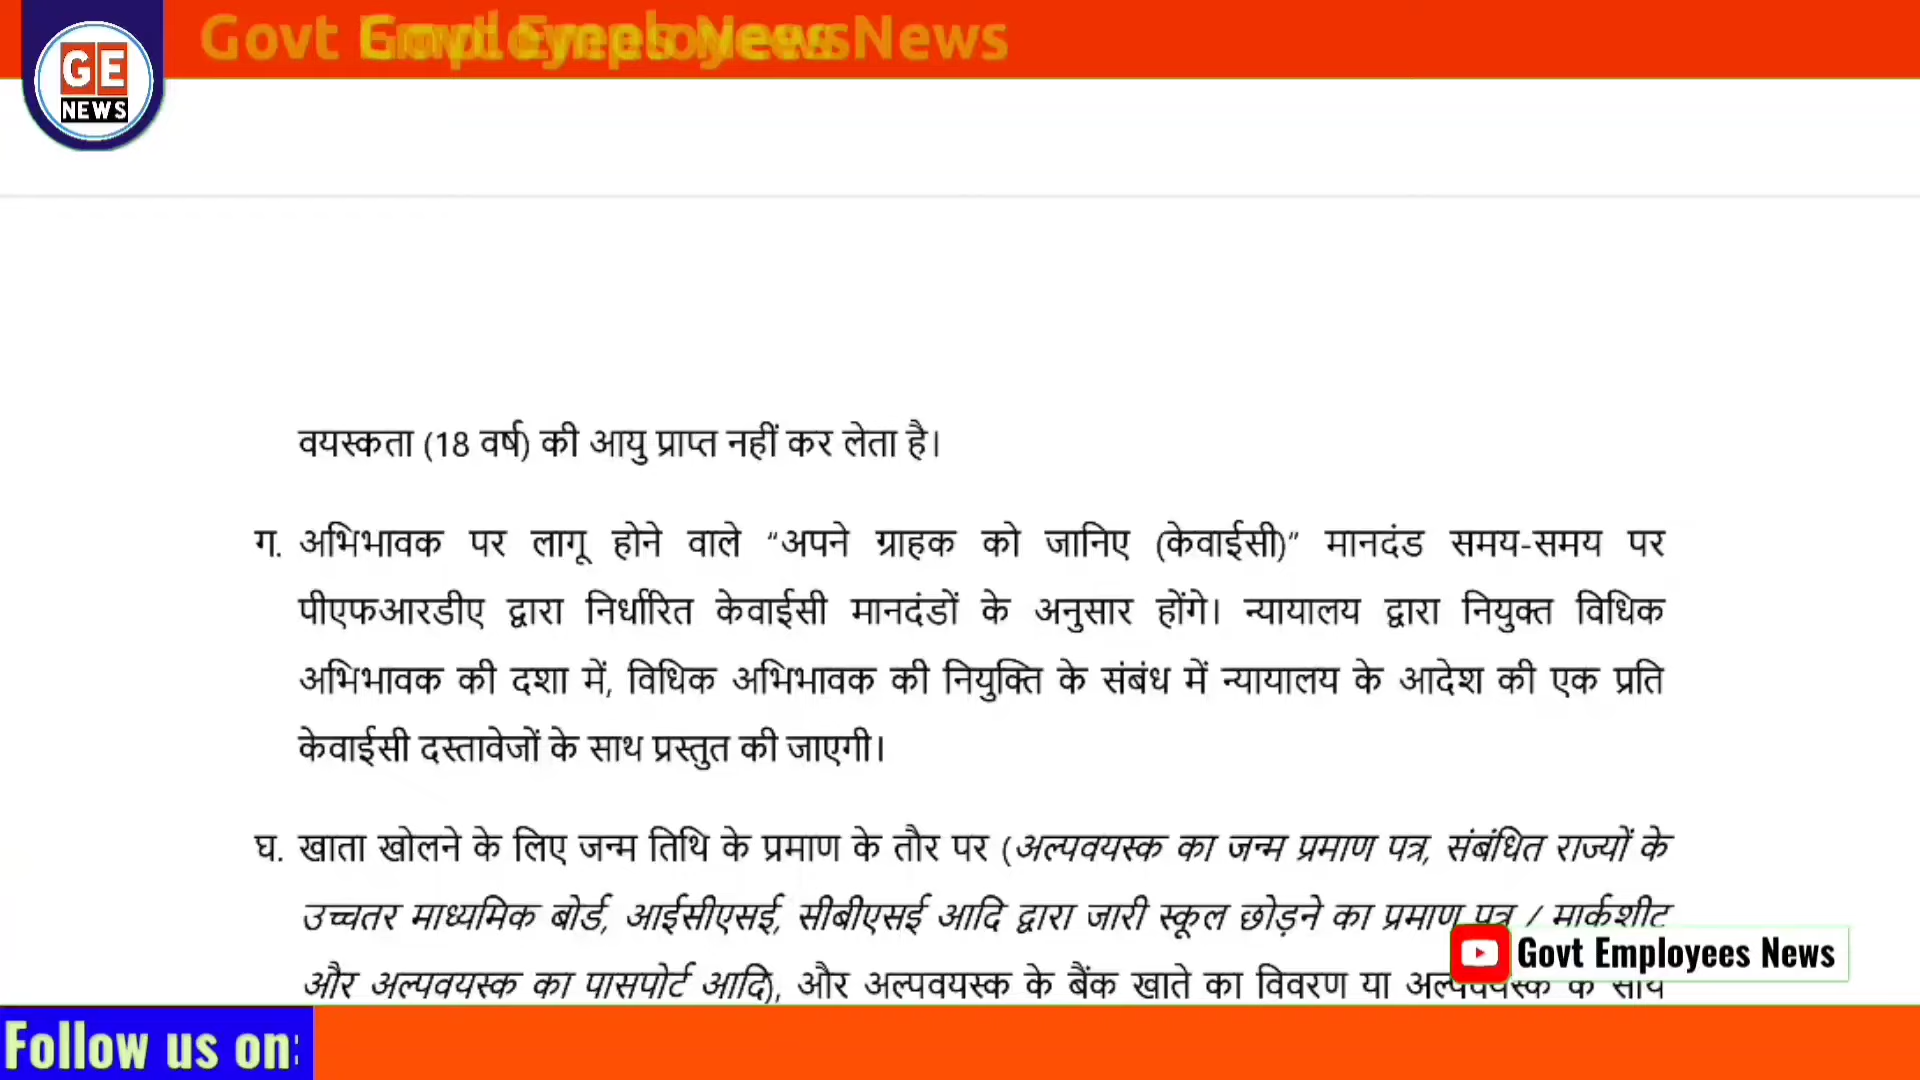 Govt Employees News
GE
NEWS
वयस्कता (18 वर्ष) की आयु प्राप्त नहीं कर लेता है।
ग. अभिभावक पर लागू होने वाले “अपने ग्राहक को जानिए (केवाईसी)” मानदंड समय-समय पर
पीएफआरडीए द्वारा निर्धारित केवाईसी मानदंडों के अनुसार होंगे। न्यायालय द्वारा नियुक्त विधिक
अभिभावक की दशा में, विधिक अभिभावक की नियुक्ति के संबंध में न्यायालय के आदेश की एक प्रति
केवाईसी दस्तावेजों के साथ प्रस्तुत की जाएगी।
घ. खाता खोलने के लिए जन्म तिथि के प्रमाण के तौर पर (अल्पवयस्क का जन्म प्रमाण पत्र, संबंधित राज्यों के
उच्चतर माध्यमिक बोर्ड, आईसीएसई, सीबीएसई आदि द्वारा जारी स्कूल छोड़ने का प्रमाण पत्र / मार्कशीट
और अल्पवयस्क का पासपोर्ट आदि), और अल्पवयस्क के बैंक खाते का विवरण या अल्पवयस्क के साथ
Govt Employees News
Follow us on: